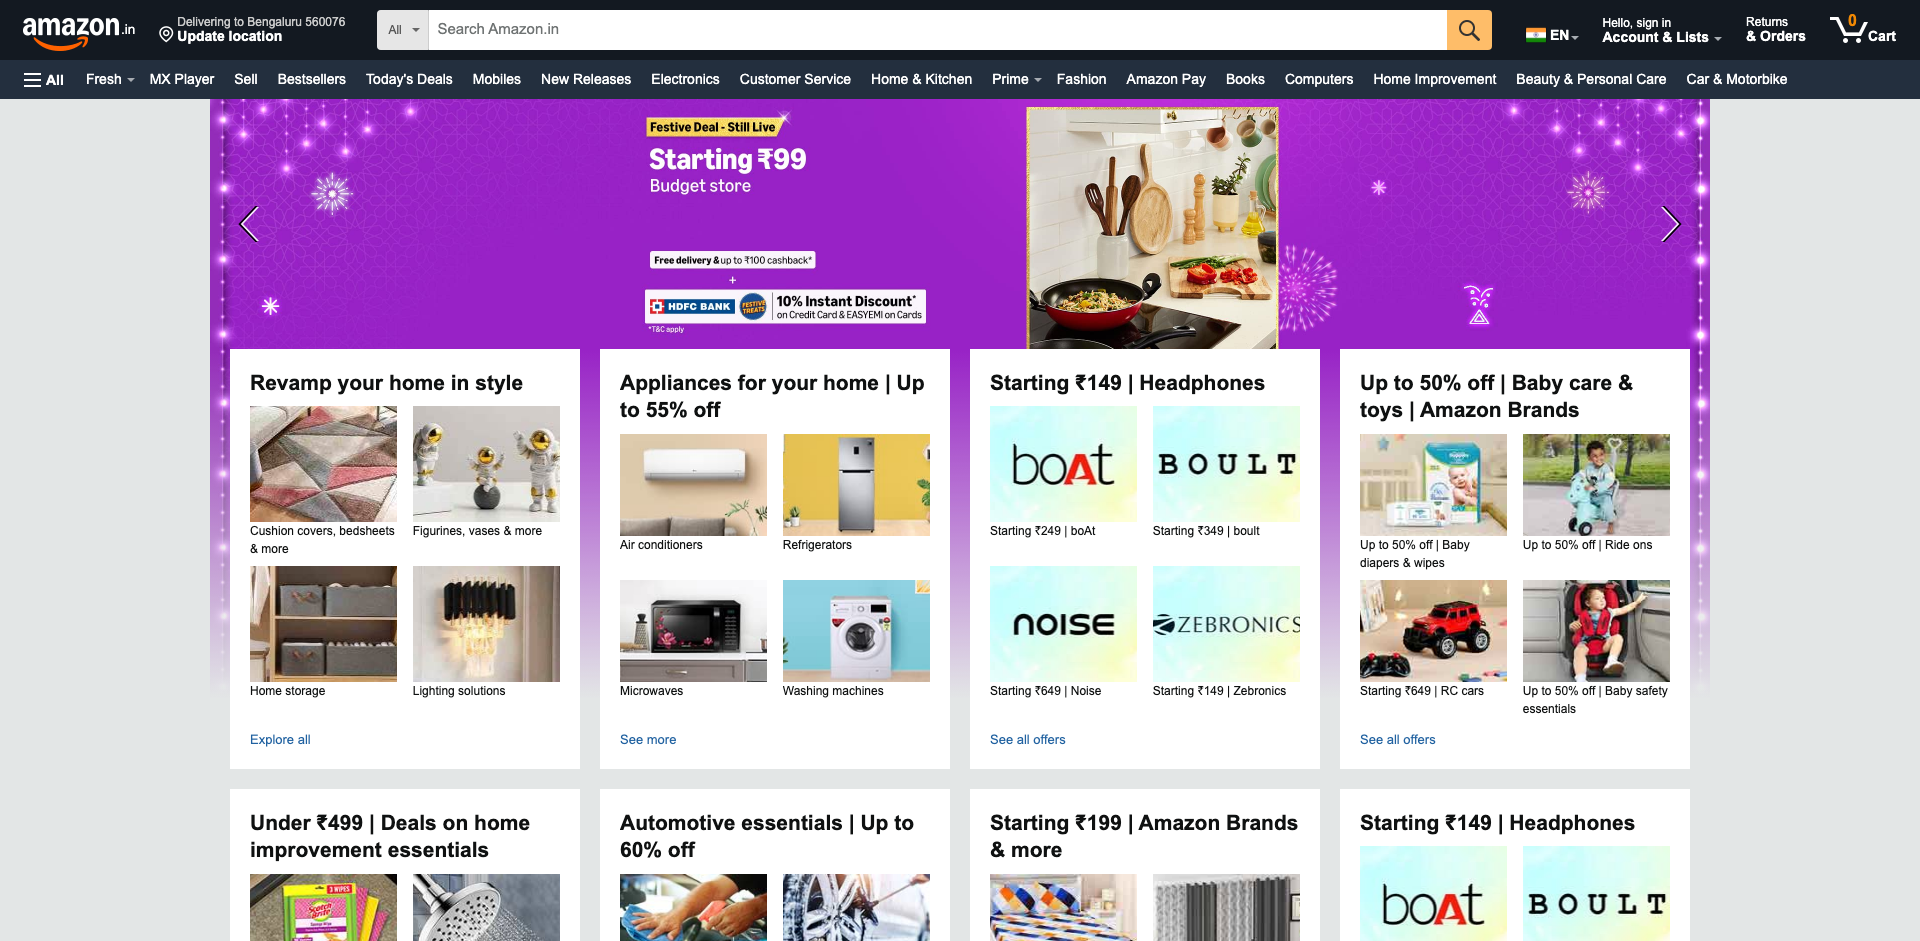 amazon.in
Delivering to Bengaluru 560076
Update location
All
Search Amazon.in
EN
Hello, sign in
Account & Lists
Returns
& Orders
0
Cart
All
Fresh
MX Player
Sell
Bestsellers
Today's Deals
Mobiles
New Releases
Electronics
Customer Service
Home & Kitchen
Prime
Fashion
Amazon Pay
Books
Computers
Home Improvement
Beauty & Personal Care
Car & Motorbike
Festive Deal - Still Live
Starting ₹99
Budget store
Free delivery & up to ₹100 cashback*
+
HDFC BANK
FESTIVE TREATS
10% Instant Discount*
on Credit Card & EASYEMI on Cards
*T&C apply
Revamp your home in style
Cushion covers, bedsheets
& more
Figurines, vases & more
Home storage
Lighting solutions
Explore all
Appliances for your home | Up
to 55% off
Air conditioners
Refrigerators
Microwaves
Washing machines
See more
Starting ₹149 | Headphones
boAt
BOULT
Starting ₹249 | boAt
Starting ₹349 | boult
noise
ZEBRONICS
Starting ₹649 | Noise
Starting ₹149 | Zebronics
See all offers
Up to 50% off | Baby care &
toys | Amazon Brands
Up to 50% off | Baby
diapers & wipes
Up to 50% off | Ride ons
Starting ₹649 | RC cars
Up to 50% off | Baby safety
essentials
See all offers
Under ₹499 | Deals on home
improvement essentials
3 WIPES
Scotch
Brite
Automotive essentials | Up to
60% off
Starting ₹199 | Amazon Brands
& more
Starting ₹149 | Headphones
boAt
BOULT